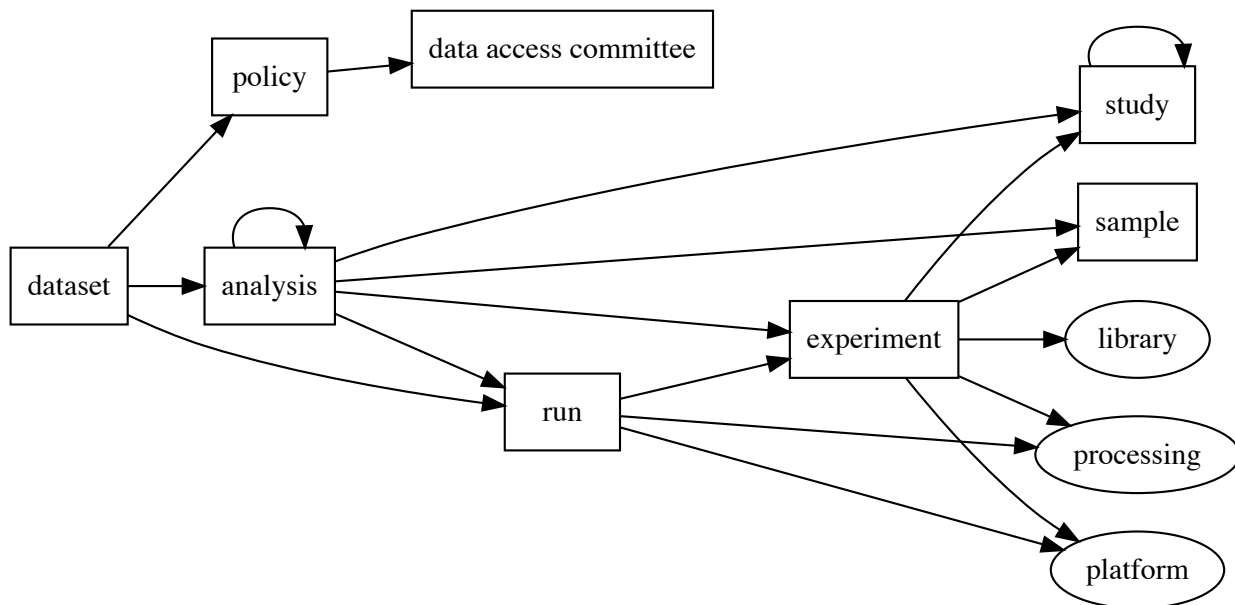 data access committee
policy
study
sample
dataset
analysis
experiment
library
run
processing
platform